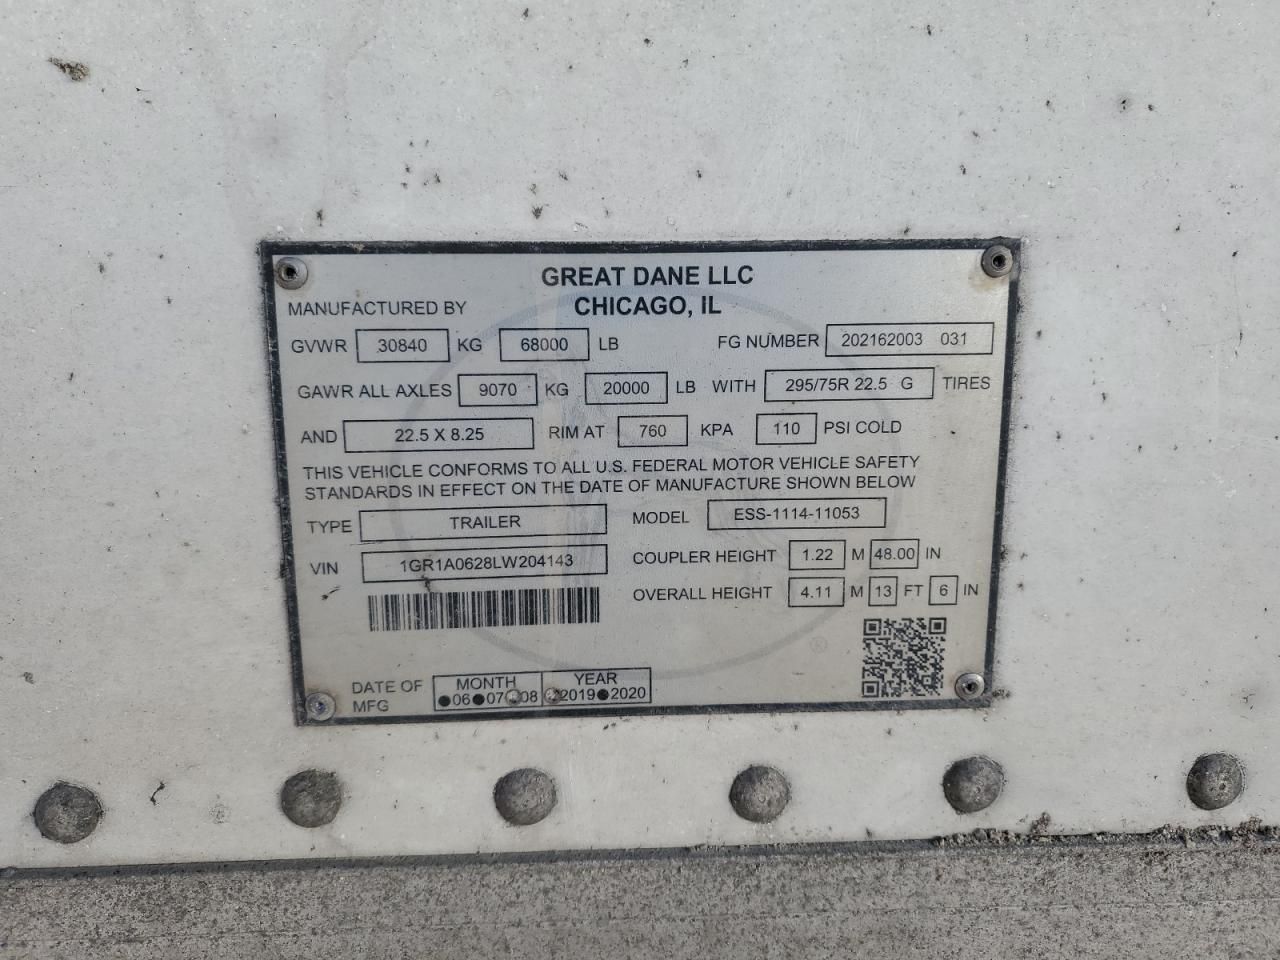 GREAT DANE LLC
MANUFACTURED BY CHICAGO, IL
GVWR 30840 KG 68000 LB FG NUMBER 202162003 031
GAWR ALL AXLES 9070 KG 20000 LB WITH 295/75R 22.5 G TIRES
AND 22.5 X 8.25 RIM AT 760 KPA 110 PSI COLD
THIS VEHICLE CONFORMS TO ALL U.S. FEDERAL MOTOR VEHICLE SAFETY
STANDARDS IN EFFECT ON THE DATE OF MANUFACTURE SHOWN BELOW
TYPE TRAILER MODEL ESS-1114-11053
VIN 1GR1A0628LW204143 COUPLER HEIGHT 1.22 M 48.00 IN
OVERALL HEIGHT 4.11 M 13 FT 6 IN
®
DATE OF MFG MONTH YEAR
●06●07●08 ●2019●2020